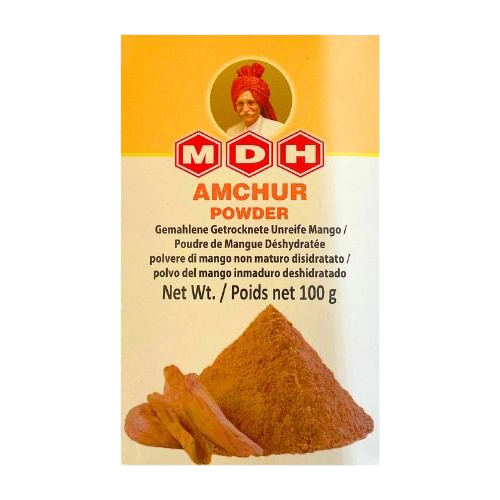 MDH
AMCHUR
POWDER
Gemahlene Getrocknete Unreife Mango /
Poudre de Mangue Déshydratée
polvere di mango non maturo disidratato /
polvo del mango inmaduro deshidratado
Net Wt. / Poids net 100 g